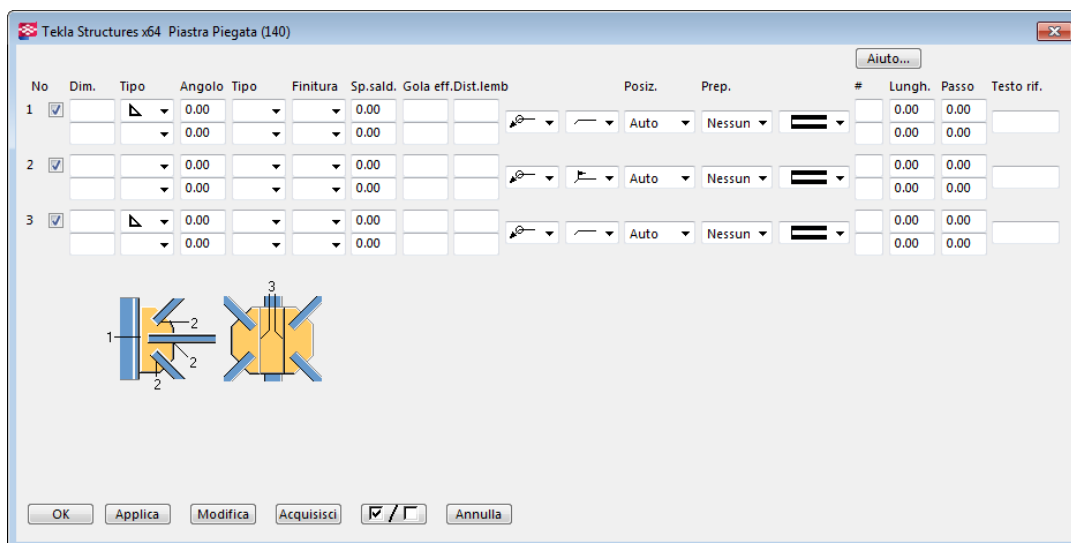 Tekla Structures x64 Piastra Piegata (140)
Aiuto...
No Dim. Tipo Angolo Tipo Finitura Sp.sald. Gola eff. Dist.lemb Posiz. Prep. # Lungh. Passo Testo rif.
1 0.00 0.00 Auto Nessun 0.00 0.00
0.00 0.00 0.00 0.00
2 0.00 0.00 Auto Nessun 0.00 0.00
0.00 0.00 0.00 0.00
3 0.00 0.00 Auto Nessun 0.00 0.00
0.00 0.00 0.00 0.00
3
2
1
2
2
OK Applica Modifica Acquisisci / Annulla